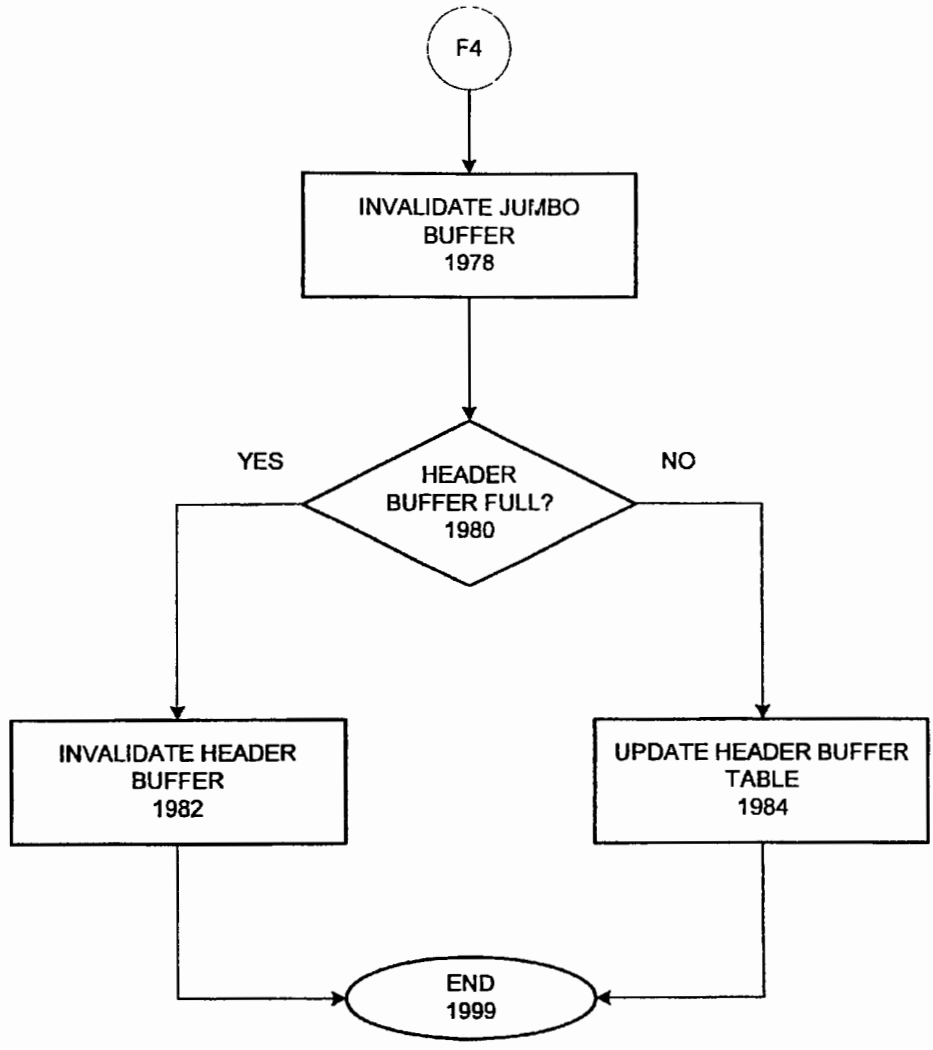 F4
INVALIDATE JUMBO
BUFFER
1978
YES
NO
HEADER
BUFFER FULL?
1980
INVALIDATE HEADER
BUFFER
1982
UPDATE HEADER BUFFER
TABLE
1984
END
1999